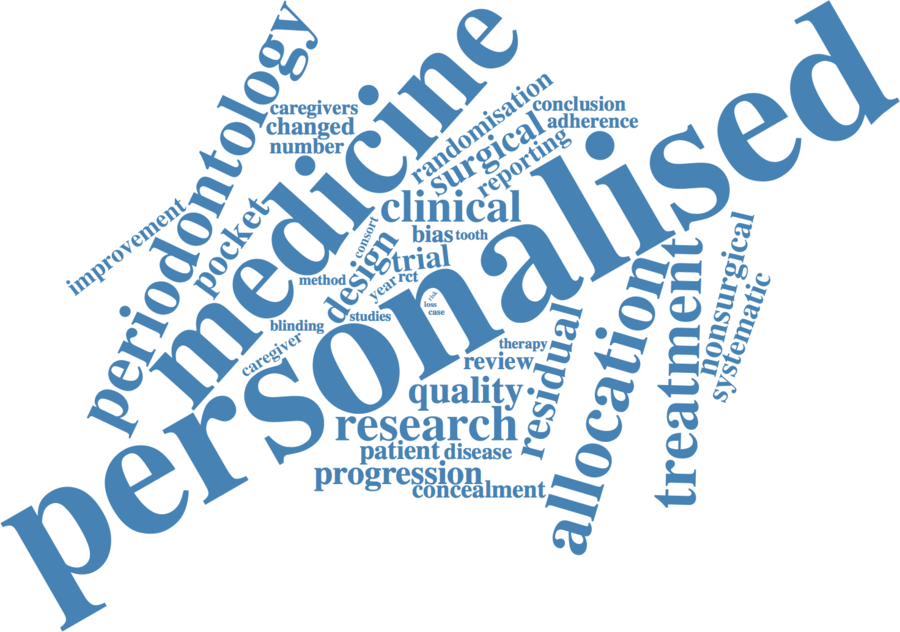 periodontology
medicine
personalised
caregivers
changed
number
randomisation
surgical
reporting
conclusion
adherence
improvement
pocket
clinical
bias
tooth
consort
design
trial
method
year
rct
risk
loss
case
studies
blinding
caregiver
therapy
review
quality
residual
research
patient
disease
progression
concealment
allocationt
treatment
nonsurgical
systematic